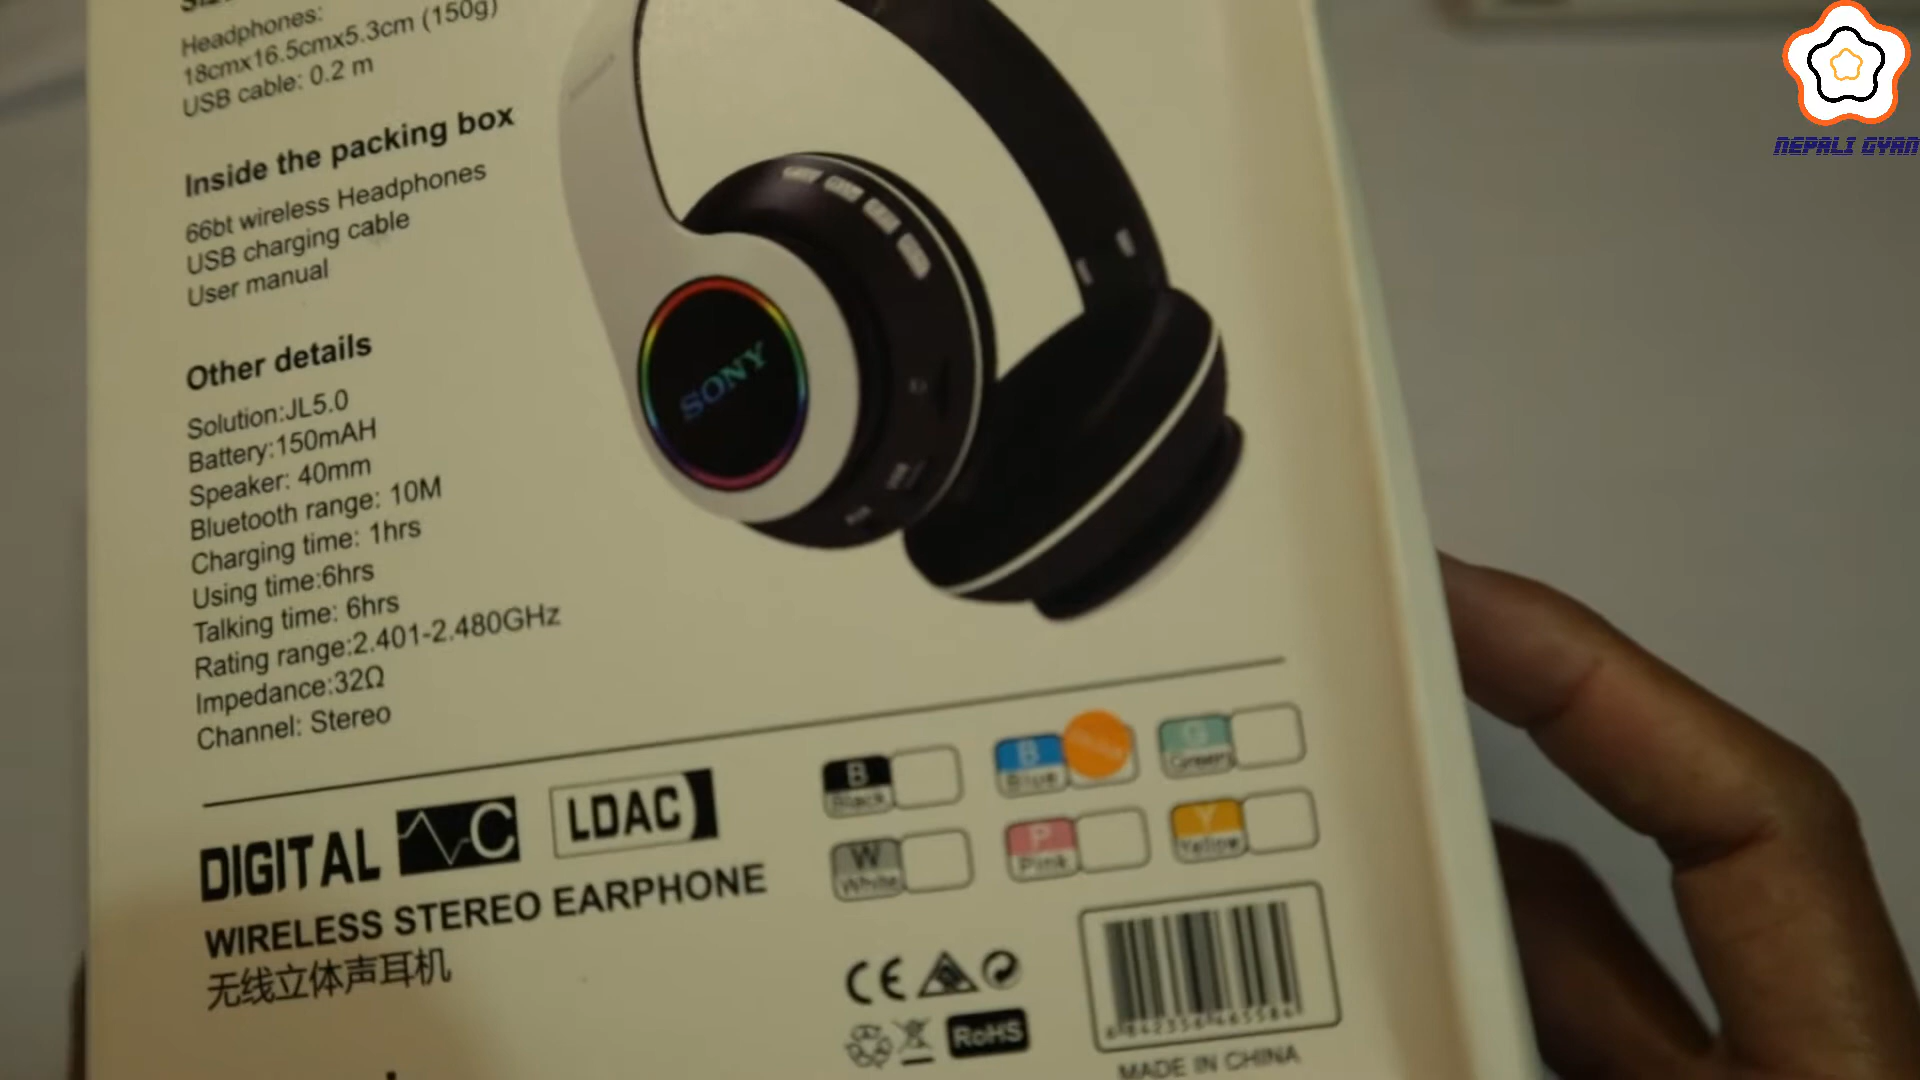 Headphones:
18cmx16.5cmx5.3cm (150g)
USB cable: 0.2 m
Inside the packing box
66bt wireless Headphones
USB charging cable
User manual
Other details
Solution:JL5.0
Battery:150mAH
Speaker: 40mm
Bluetooth range: 10M
Charging time: 1hrs
Using time:6hrs
Talking time: 6hrs
Rating range:2.401-2.480GHz
Impedance:32Ω
Channel: Stereo
SONY
DIGITAL C LDAC
WIRELESS STEREO EARPHONE
无线立体声耳机
B Black
B Blue
G Green
W White
P Pink
Y Yellow
CE
RoHS
MADE IN CHINA
NEPALI GYAN